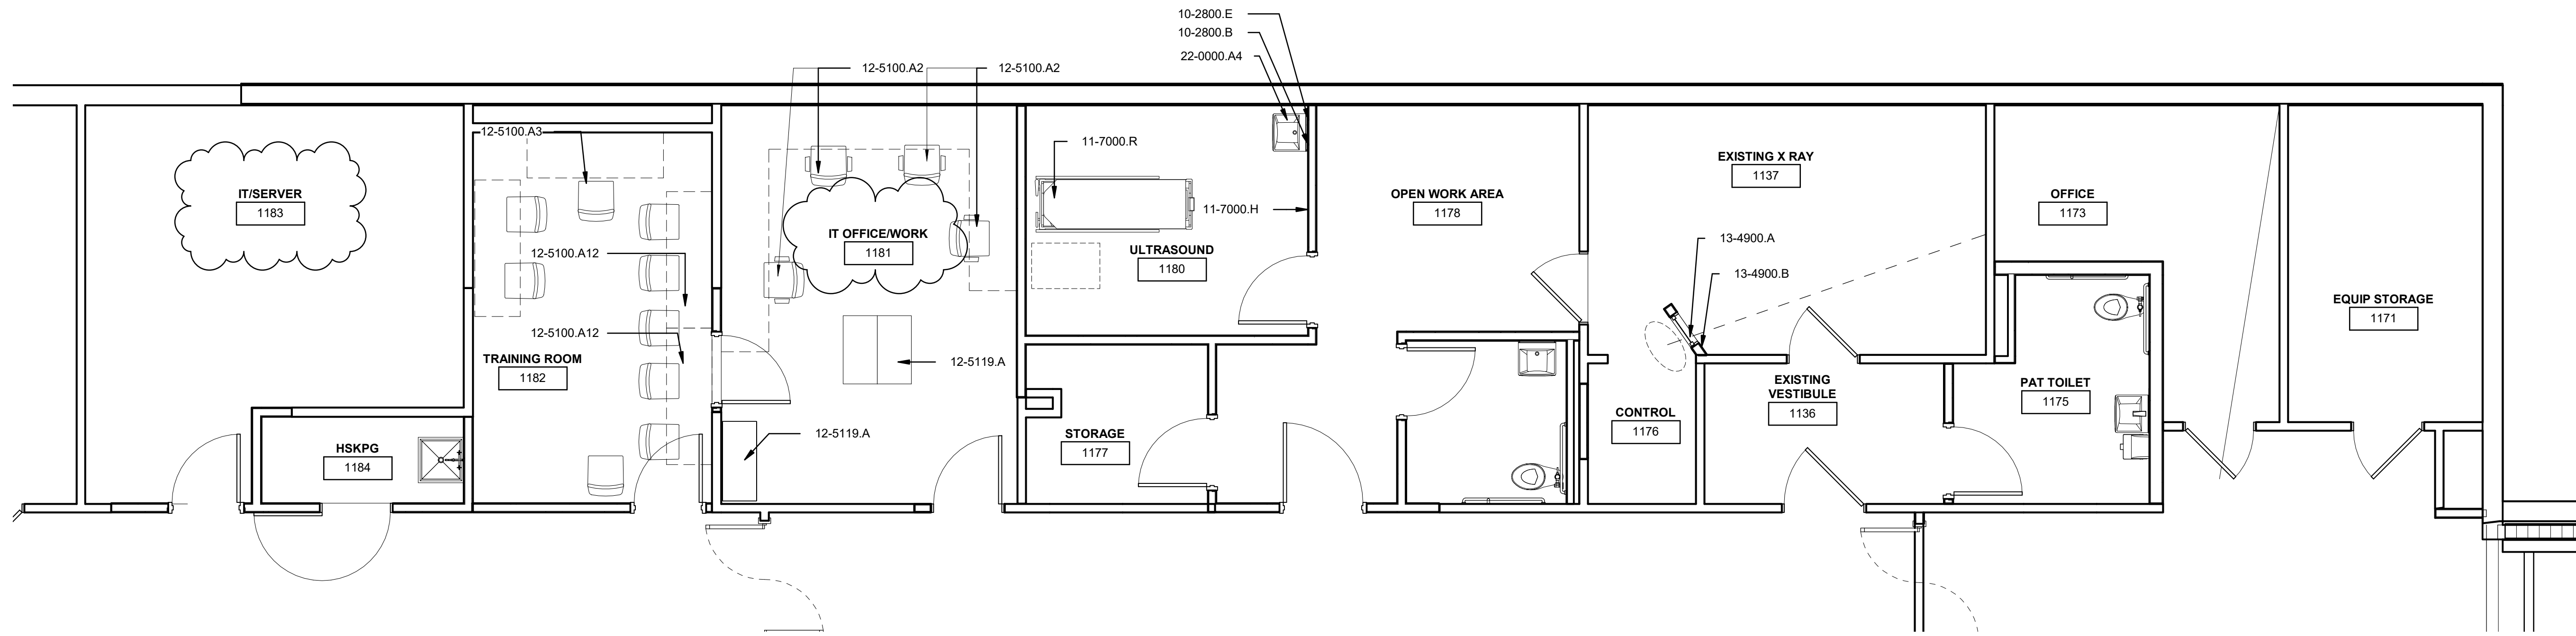 10-2800.E
10-2800.B
22-0000.A4
12-5100.A2
12-5100.A2
12-5100.A3
11-7000.R
EXISTING X RAY
1137
IT/SERVER
1183
OPEN WORK AREA
1178
OFFICE
1173
11-7000.H
IT OFFICE/WORK
1181
13-4900.A
12-5100.A12
ULTRASOUND
1180
13-4900.B
EQUIP STORAGE
1171
12-5100.A12
TRAINING ROOM
1182
12-5119.A
EXISTING
VESTIBULE
1136
PAT TOILET
1175
CONTROL
1176
12-5119.A
STORAGE
1177
HSKPG
1184